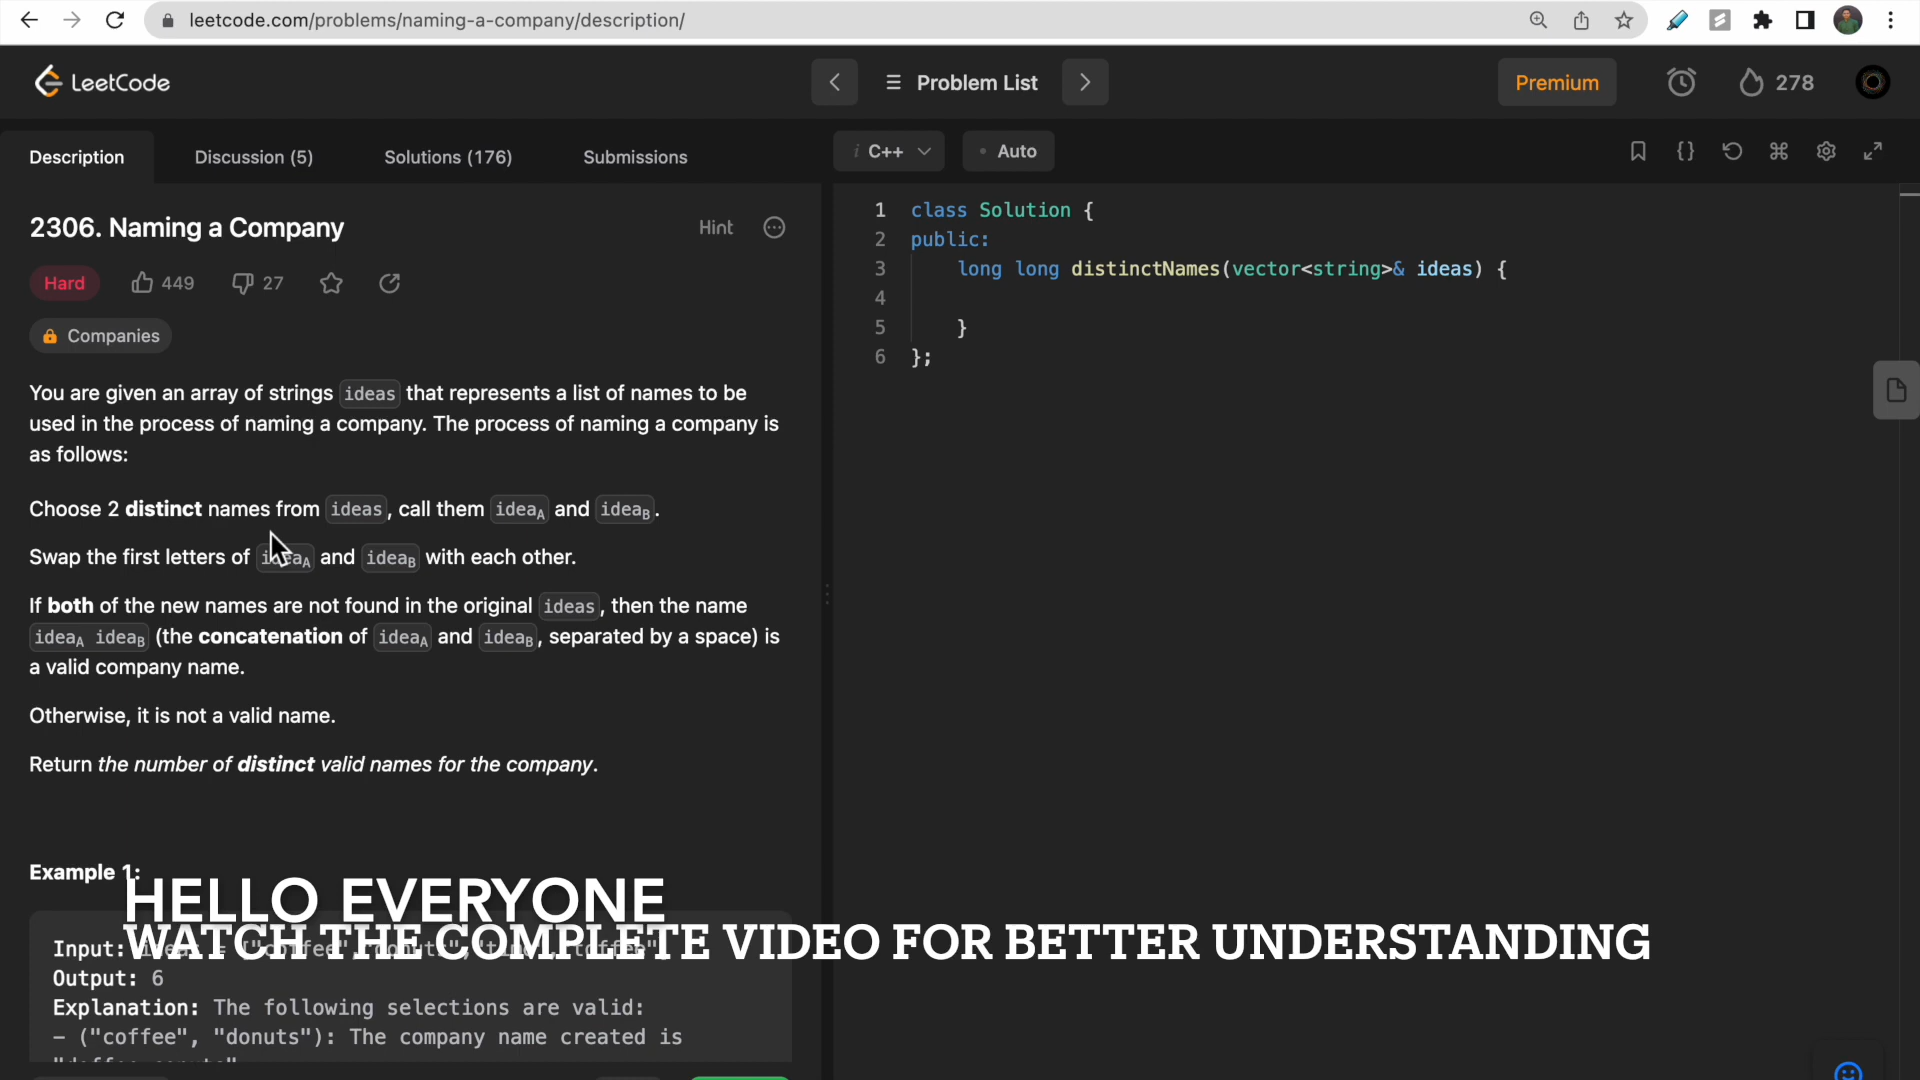 leetcode.com/problems/naming-a-company/description/
LeetCode
Problem List
Premium
278
Description
Discussion (5)
Solutions (176)
Submissions
i C++
Auto
2306. Naming a Company
Hint
Hard
449
27
Companies
You are given an array of strings ideas that represents a list of names to be
used in the process of naming a company. The process of naming a company is
as follows:
Choose 2 distinct names from ideas, call them ideaA and ideaB.
Swap the first letters of ideaA and ideaB with each other.
If both of the new names are not found in the original ideas, then the name
ideaA ideaB (the concatenation of ideaA and ideaB, separated by a space) is
a valid company name.
Otherwise, it is not a valid name.
Return the number of distinct valid names for the company.
Example 1:
HELLO EVERYONE
WATCH THE COMPLETE VIDEO FOR BETTER UNDERSTANDING
Input:
Output: 6
Explanation: The following selections are valid:
- ("coffee", "donuts"): The company name created is
1 class Solution {
2 public:
3 long long distinctNames(vector<string>& ideas) {
4
5 }
6 };